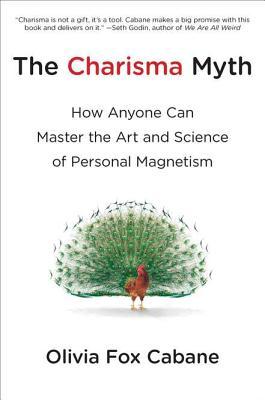 "Charisma is not a gift, it's a tool. Cabane makes a big promise with this
book and delivers on it." —Seth Godin, author of We Are All Weird
The Charisma Myth
How Anyone Can
Master the Art and Science
of Personal Magnetism
Olivia Fox Cabane